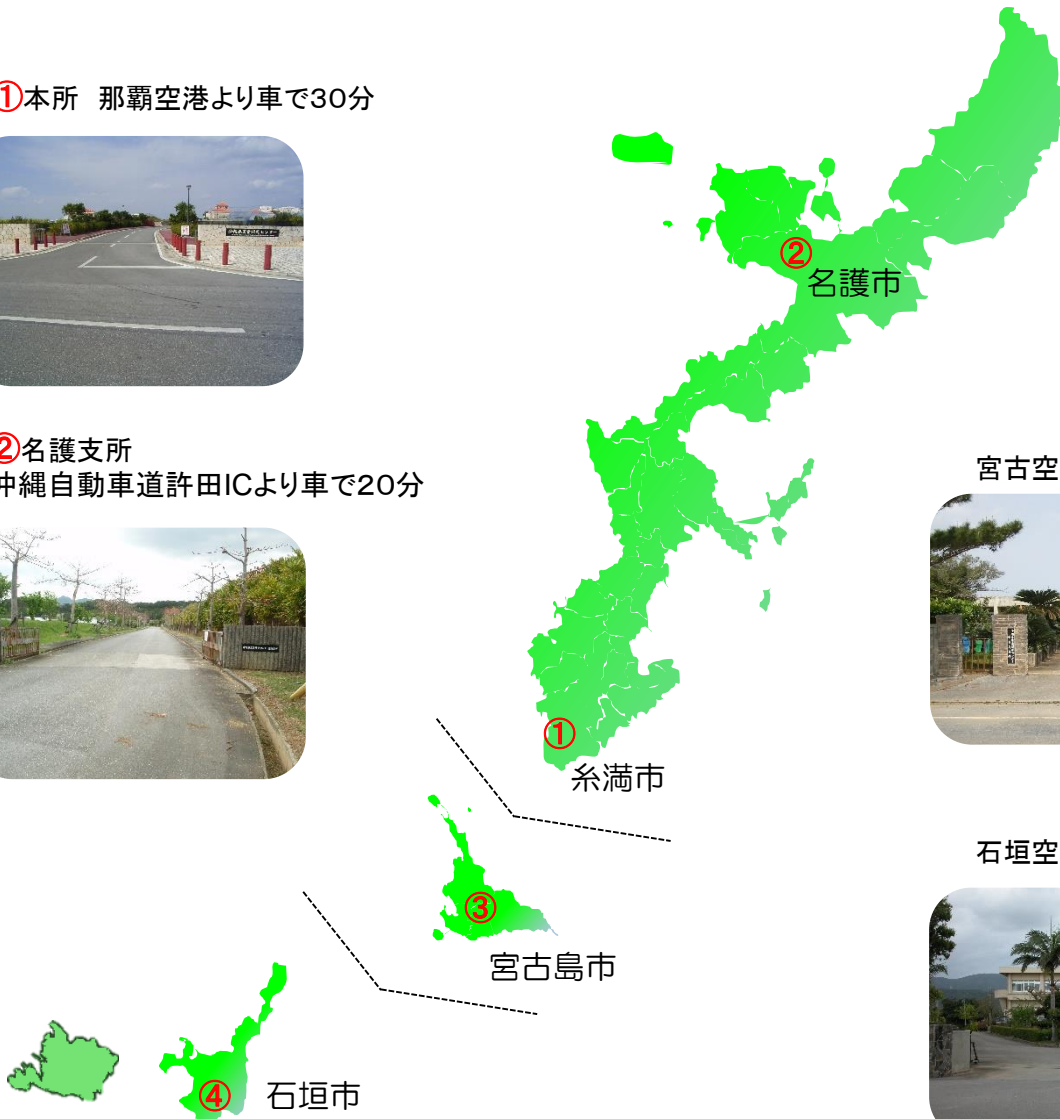 ①本所 那覇空港より車で30分
②名護支所
沖縄自動車道許田ICより車で20分
②
名護市
宮古空
①
糸満市
石垣空
③
宮古島市
④
石垣市